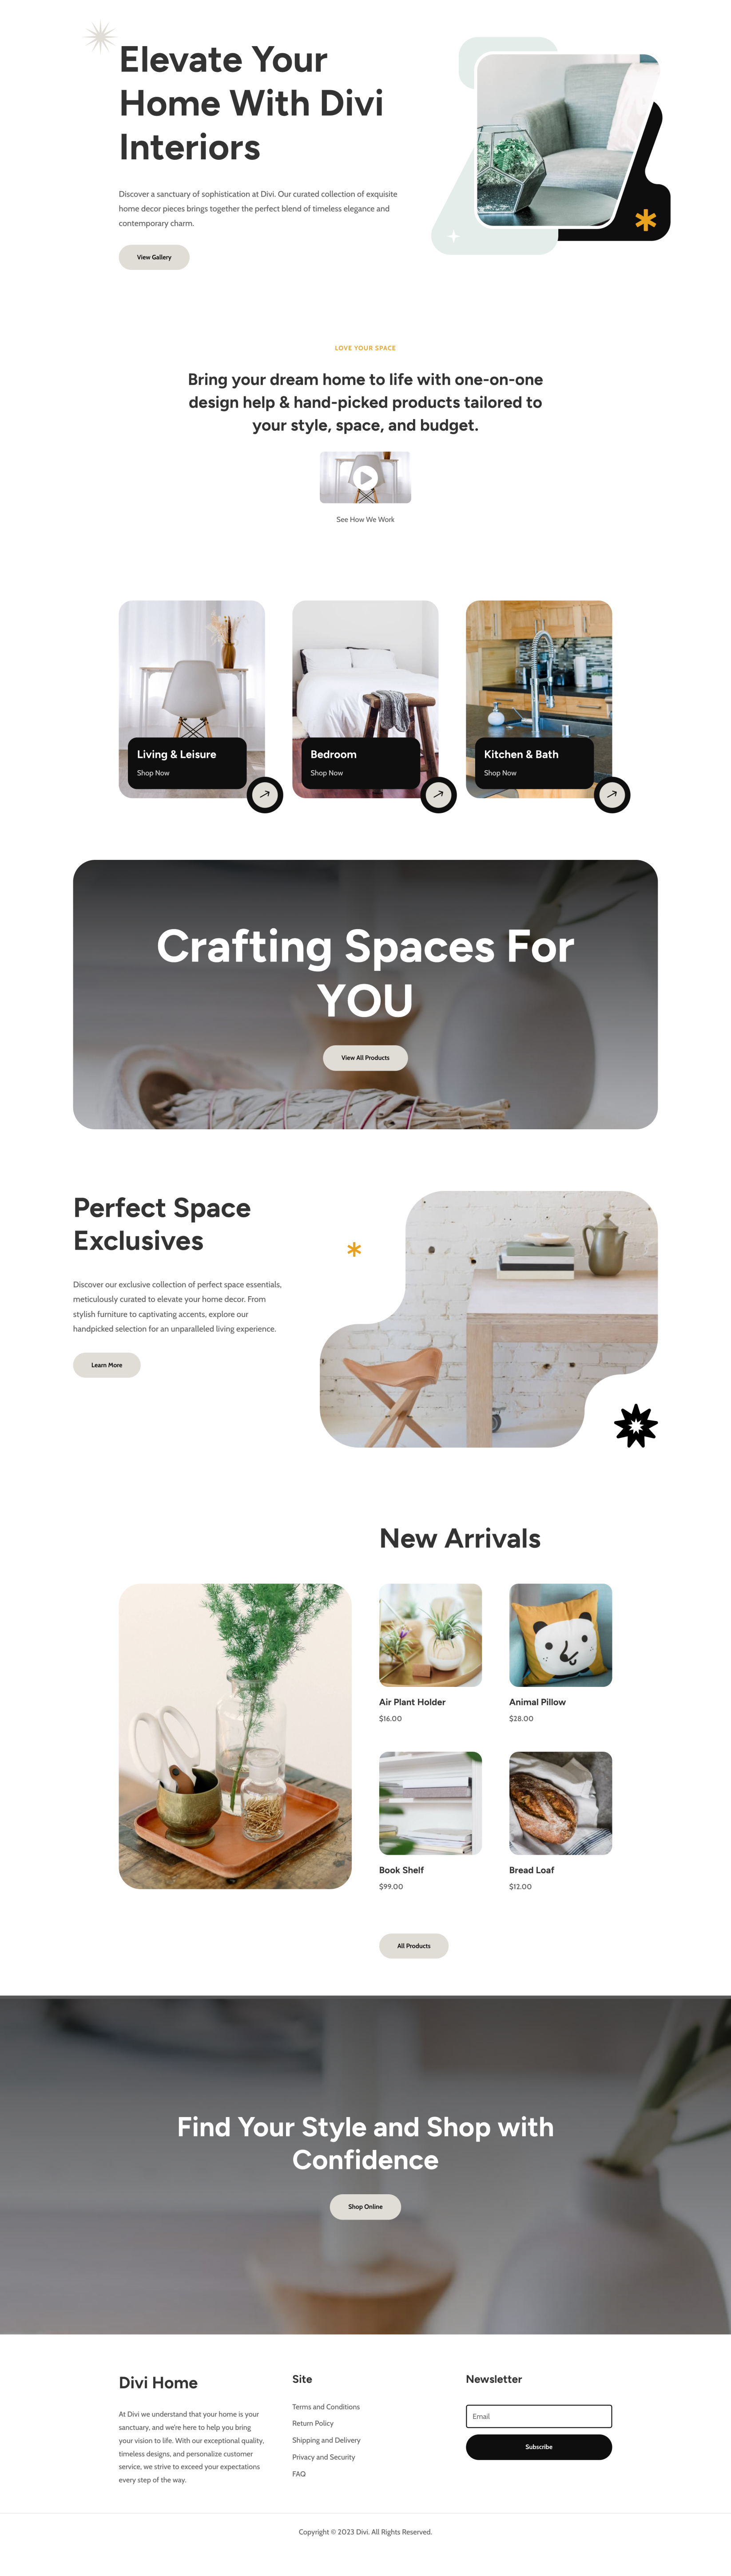 Elevate Your
Home With Divi
Interiors
Discover a sanctuary of sophistication at Divi. Our curated collection of exquisite
home decor pieces brings together the perfect blend of timeless elegance and
contemporary charm.
View Gallery
LOVE YOUR SPACE
Bring your dream home to life with one-on-one
design help & hand-picked products tailored to
your style, space, and budget.
See How We Work
Living & Leisure
Shop Now
Bedroom
Shop Now
Kitchen & Bath
Shop Now
Crafting Spaces For
YOU
View All Products
Perfect Space
Exclusives
Discover our exclusive collection of perfect space essentials,
meticulously curated to elevate your home decor. From
stylish furniture to captivating accents, explore our
handpicked selection for an unparalleled living experience.
Learn More
New Arrivals
Air Plant Holder
$16.00
Animal Pillow
$28.00
Book Shelf
$99.00
Bread Loaf
$12.00
All Products
Find Your Style and Shop with
Confidence
Shop Online
Divi Home
At Divi we understand that your home is your
sanctuary, and we're here to help you bring
your vision to life. With our exceptional quality,
timeless designs, and personalize customer
service, we strive to exceed your expectations
every step of the way.
Site
Terms and Conditions
Return Policy
Shipping and Delivery
Privacy and Security
FAQ
Newsletter
Email
Subscribe
Copyright © 2023 Divi. All Rights Reserved.